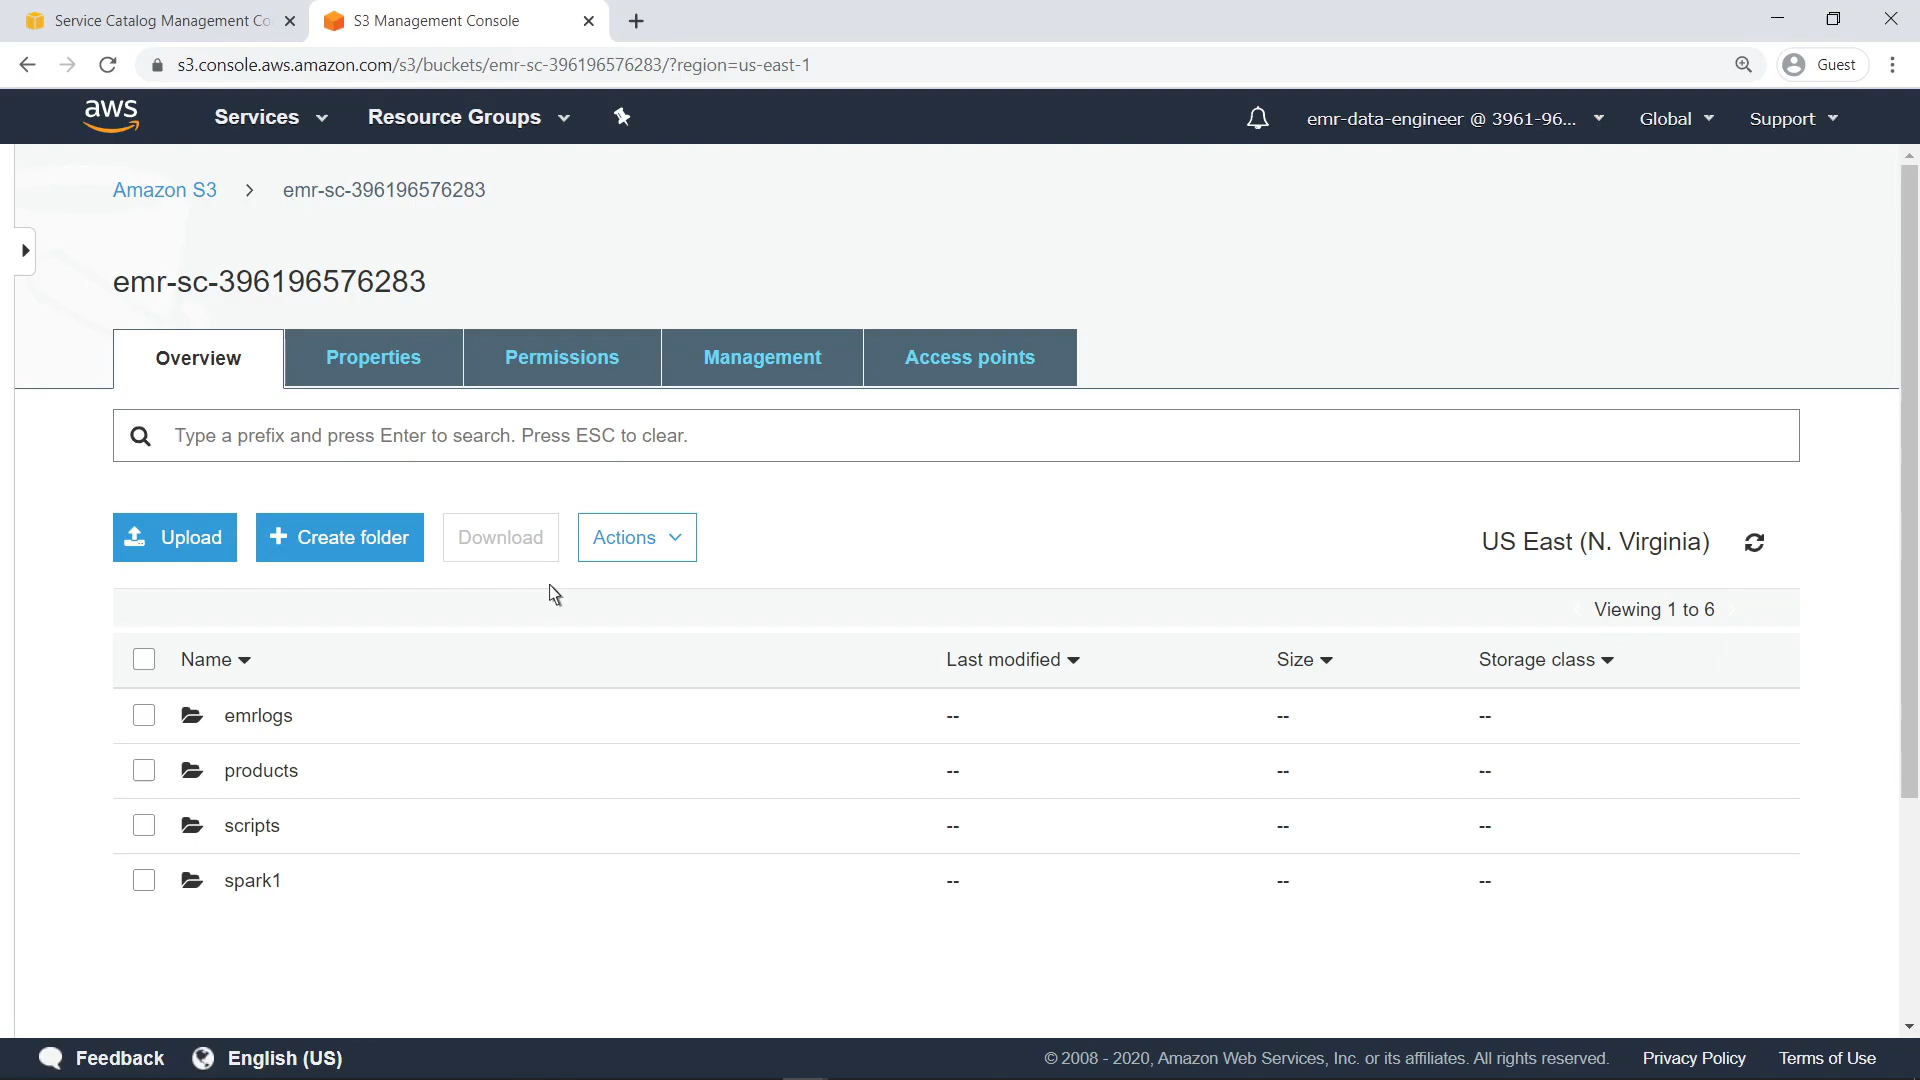 Service Catalog Management Co
S3 Management Console
s3.console.aws.amazon.com/s3/buckets/emr-sc-396196576283/?region=us-east-1
Guest
aws
Services
Resource Groups
emr-data-engineer @ 3961-96...
Global
Support
Amazon S3 > emr-sc-396196576283
emr-sc-396196576283
Overview
Properties
Permissions
Management
Access points
Type a prefix and press Enter to search. Press ESC to clear.
Upload
+ Create folder
Download
Actions
US East (N. Virginia)
Viewing 1 to 6
Name
Last modified
Size
Storage class
emrlogs -- -- --
products -- -- --
scripts -- -- --
spark1 -- -- --
Feedback
English (US)
© 2008 - 2020, Amazon Web Services, Inc. or its affiliates. All rights reserved.
Privacy Policy
Terms of Use